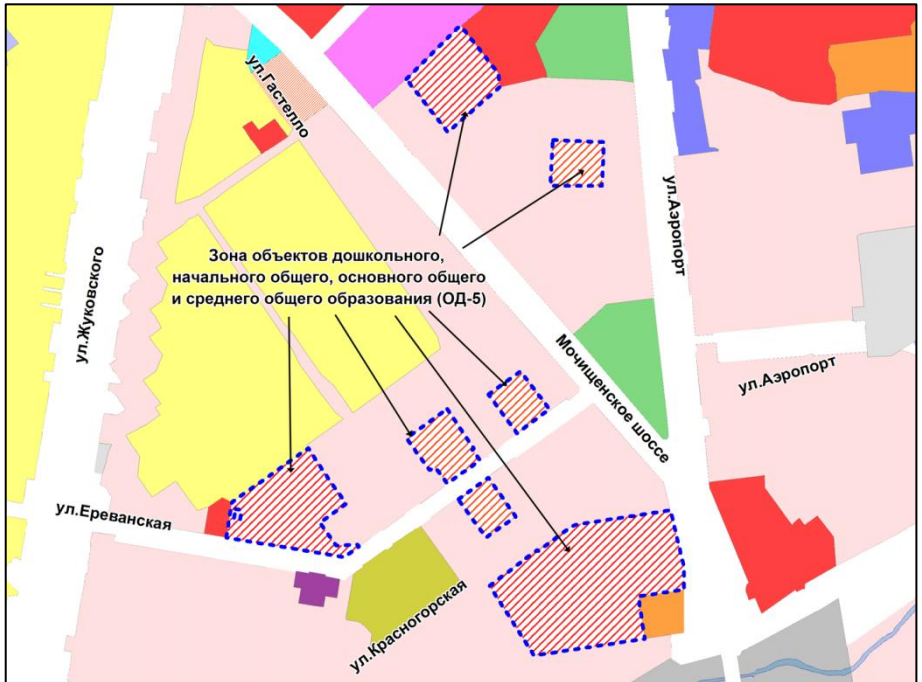 ул.Гастелло
ул.Аэропорт
Зона объектов дошкольного,
начального общего, основного общего
и среднего общего образования (ОД-5)
ул.Жуковского
Мочищенское шоссе
ул.Аэропорт
ул.Ереванская
ул.Красногорская